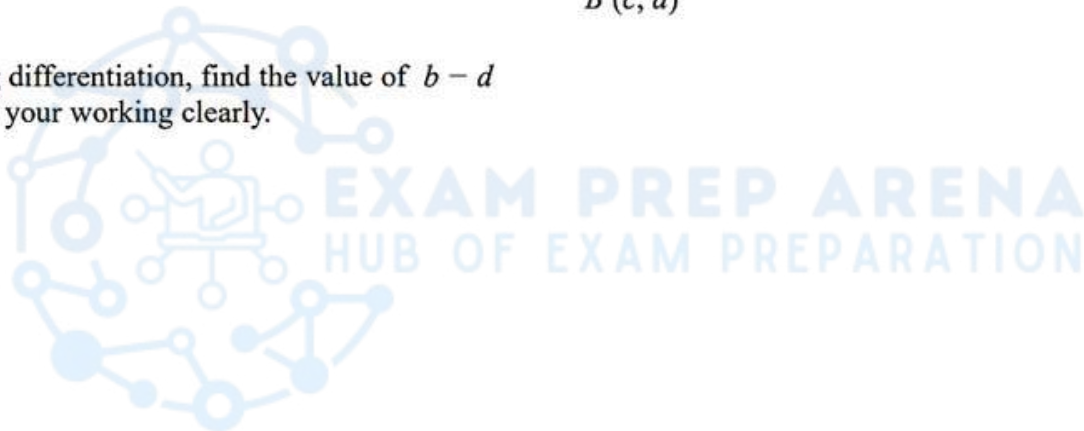 B (c, d)
differentiation, find the value of b – d
your working clearly.
EXAM PREP ARENA
HUB OF EXAM PREPARATION